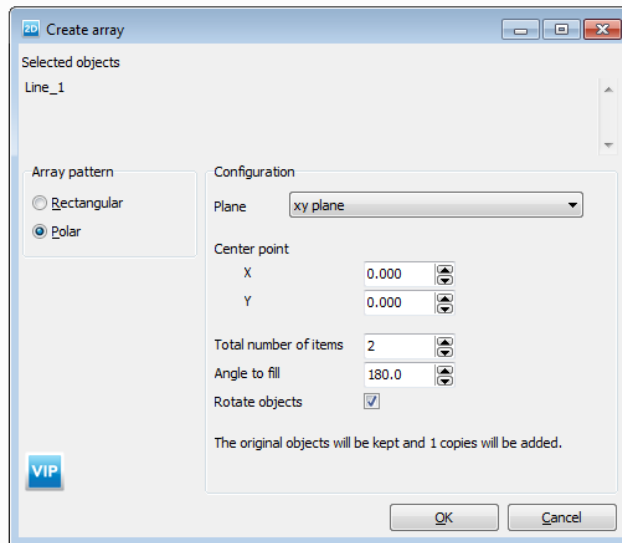 2D Create array
Selected objects
Line_1
Array pattern
Rectangular
Polar
Configuration
Plane xy plane
Center point
X 0.000
Y 0.000
Total number of items 2
Angle to fill 180.0
Rotate objects
The original objects will be kept and 1 copies will be added.
VIP
OK Cancel